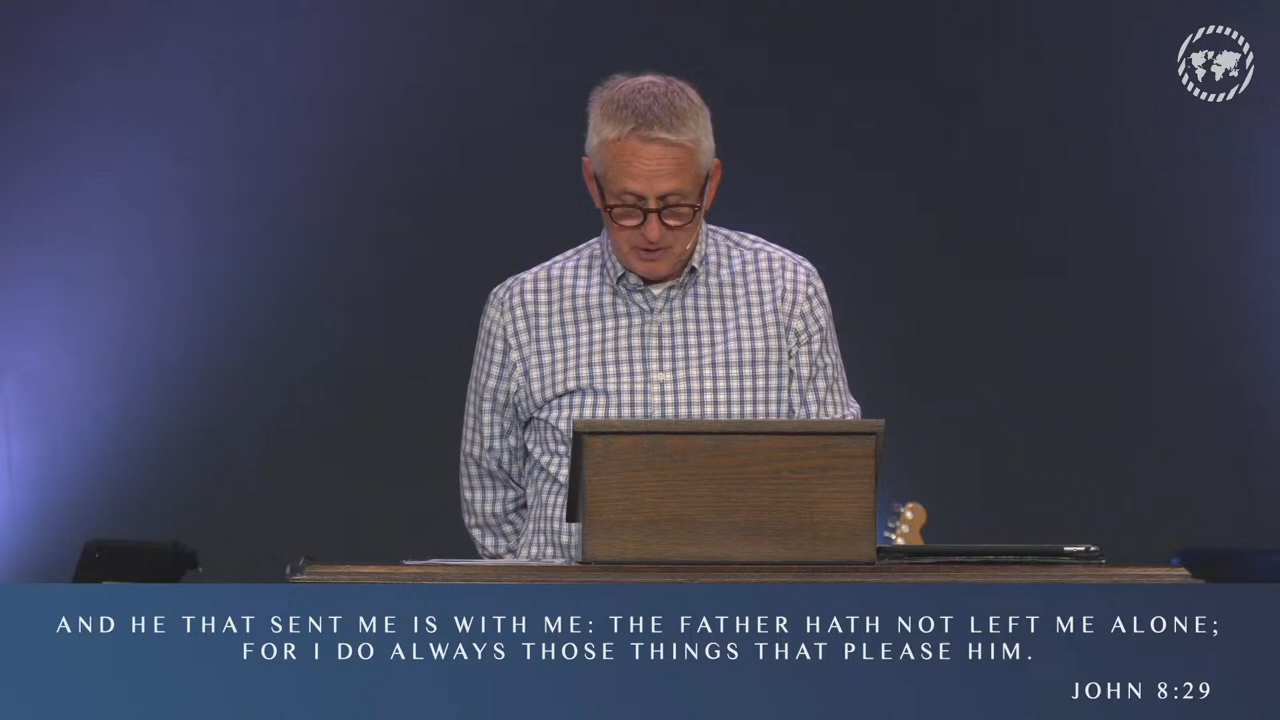 AND HE THAT SENT ME IS WITH ME: THE FATHER HATH NOT LEFT ME ALONE;
FOR I DO ALWAYS THOSE THINGS THAT PLEASE HIM.
JOHN 8:29